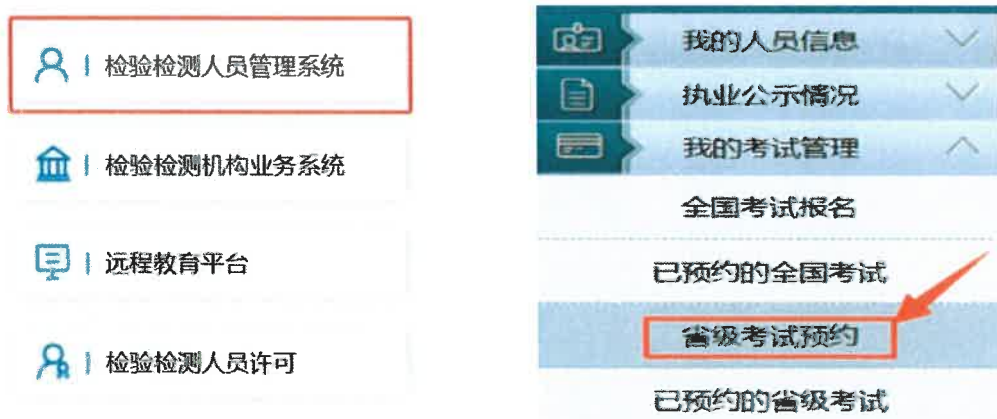 检验检测人员管理系统
检验检测机构业务系统
远程教育平台
检验检测人员许可
我的人员信息
执业公示情况
我的考试管理
全国考试报名
已预约的全国考试
省级考试预约
已预约的省级考试